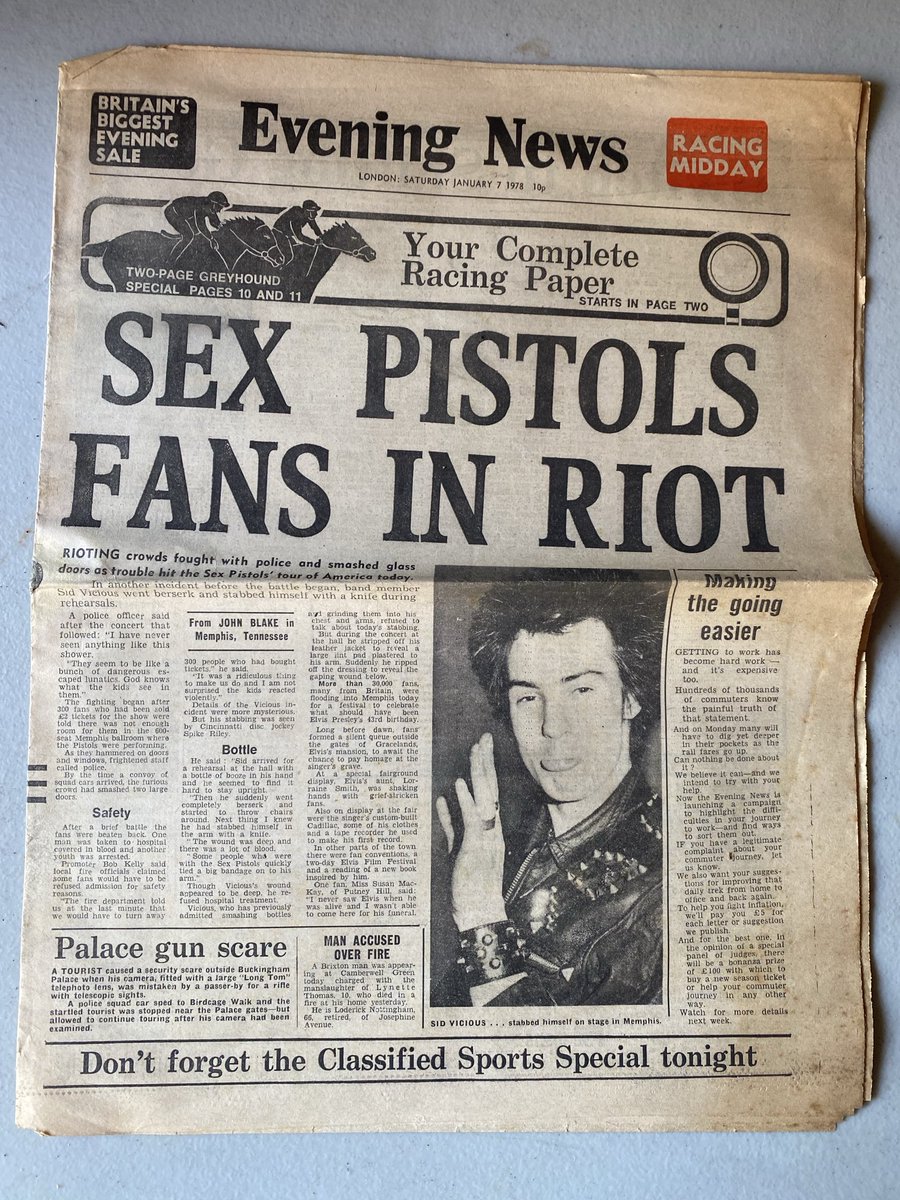 BRITAIN'S
BIGGEST
EVENING
SALE
Evening News
RACING
MIDDAY
LONDON: SATURDAY JANUARY 7 1978 10p
TWO-PAGE GREYHOUND
SPECIAL PAGES 10 AND 11
Your Complete
Racing Paper
STARTS IN PAGE TWO
SEX PISTOLS
FANS IN RIOT
RIOTING crowds fought with police and smashed glass
doors as trouble hit the Sex Pistols' tour of America today.
In another incident before the battle began, band member
Sid Vicious went berserk and stabbed himself with a knife during
rehearsals.
A police officer said
after the concert that
followed: "I have never
seen anything like this
shower.
"They seem to be like a
bunch of dangerous es-
caped lunatics. God knows
what the kids see in
them."
The fighting began after
300 fans who had been sold
£2 tickets for the show were
told there was not enough
room for them in the 600-
seat Memphis ballroom where
the Pistols were performing.
As they hammered on doors
and windows, frightened staff
called police.
By the time a convoy of
squad cars arrived, the furious
crowd had smashed two large
doors.
Safety
After a brief battle the
fans were beaten back. One
man was taken to hospital
covered in blood and another
youth was arrested.
Promoter Bob Kelly said
local fire officials claimed
some fans would have to be
refused admission for safety
reasons.
"The fire department told
us at the last minute that
we would have to turn away
From JOHN BLAKE in
Memphis, Tennessee
300 people who had bought
tickets," he said.
"It was a ridiculous thing
to make us do and I am not
surprised the kids reacted
violently."
Details of the Vicious in-
cident were more mysterious.
But his stabbing was seen
by Cincinnati disc jockey
Spike Riley.
Bottle
He said: "Sid arrived for
a rehearsal at the hall with
a bottle of booze in his hand
and he seemed to find it
hard to stay upright.
"Then he suddenly went
completely berserk and
started to throw chairs
around. Next thing I knew
he had stabbed himself in
the arm with a knife.
"The wound was deep and
there was a lot of blood.
"Some people who were
with the Sex Pistols quickly
tied a big bandage on to his
arm."
Though Vicious's wound
appeared to be deep, he re-
fused hospital treatment.
Vicious, who has previously
admitted smashing bottles
and grinding them into his
chest and arms, refused to
talk about today's stabbing.
But during the concert at
the hall he stripped off his
leather jacket to reveal a
large lint pad plastered to
his arm. Suddenly he ripped
off the dressing to reveal the
gaping wound below.
More than 30,000 fans,
many from Britain, were
flooding into Memphis today
for a festival to celebrate
what should have been
Elvis Presley's 43rd birthday.
Long before dawn, fans
formed a silent queue outside
the gates of Gracelands,
Elvis's mansion, to await the
chance to pay homage at the
singer's grave.
At a special fairground
display, Elvis's aunt, Lor-
raine Smith, was shaking
hands with grief-stricken
fans.
Also on display at the fair
were the singer's custom-built
Cadillac, some of his clothes
and a tape recorder he used
to make his first record.
In other parts of the town
there were fan conventions, a
two-day Elvis Film Festival
and a reading of a new book
inspired by him.
One fan, Miss Susan Mac-
Kay, of Putney Hill, said:
"I never saw Elvis when he
was alive and I wasn't able
to come here for his funeral.
SID VICIOUS . . . stabbed himself on stage in Memphis.
Making
the going
easier
GETTING to work has
become hard work —
and it's expensive
too.
Hundreds of thousands
of commuters know
the painful truth of
that statement.
And on Monday many will
have to dig yet deeper
in their pockets as the
rail fares go up.
Can nothing be done about
it?
We believe it can—and we
intend to try with your
help.
Now the Evening News is
launching a campaign
to highlight the diffi-
culties in your journey
to work—and find ways
to sort them out.
IF you have a legitimate
complaint about your
commuter journey, let
us know.
We also want your sugges-
tions for improving that
daily trek from home to
office and back again.
To help you fight inflation,
we'll pay you £5 for
each letter or suggestion
we publish.
And for the best one, in
the opinion of a special
panel of judges, there
will be a bonanza prize
of £100 with which to
buy a new season ticket
or help your commuter
journey in any other
way.
Watch for more details
next week.
Palace gun scare
A TOURIST caused a security scare outside Buckingham
Palace when his camera, fitted with a large "Long Tom"
telephoto lens, was mistaken by a passer-by for a rifle
with telescopic sights.
A police squad car sped to Birdcage Walk and the
startled tourist was stopped near the Palace gates—but
allowed to continue touring after his camera had been
examined.
MAN ACCUSED
OVER FIRE
A Brixton man was appear-
ing at Camberwell Green
today charged with the
manslaughter of Lynette
Thomas, 10, who died in a
fire at his home yesterday.
He is Loderick Nottingham,
66, retired, of Josephine
Avenue.
Don't forget the Classified Sports Special tonight